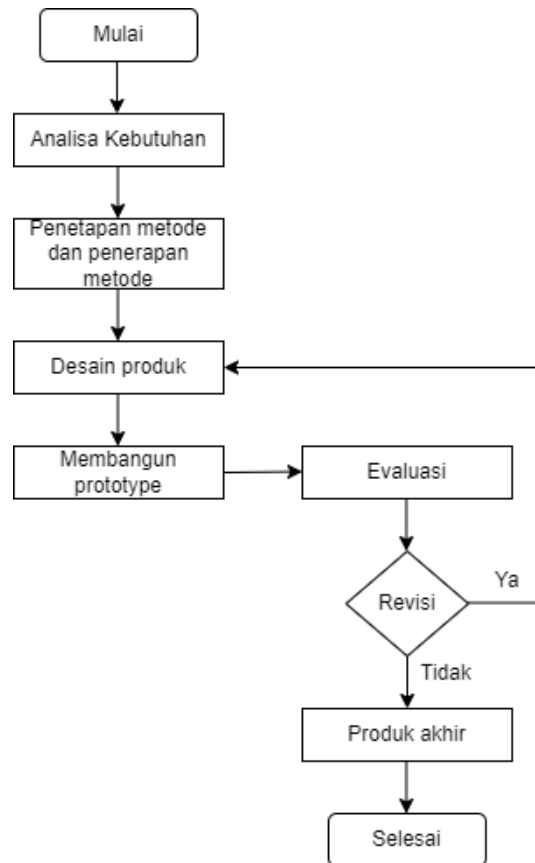 Mulai
Analisa Kebutuhan
Penetapan metode
dan penerapan
metode
Desain produk
Membangun
prototype
Evaluasi
Revisi
Ya
Tidak
Produk akhir
Selesai